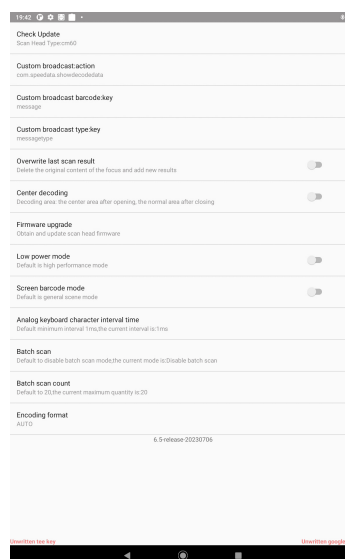 19:42
Check Update
Scan Head Type:cm60
Custom broadcast:action
com.speedata.showdecodedata
Custom broadcast barcode:key
message
Custom broadcast type:key
messagetype
Overwrite last scan result
Delete the original content of the focus and add new results
Center decoding
Decoding area: the center area after opening, the normal area after closing
Firmware upgrade
Obtain and update scan head firmware
Low power mode
Default is high performance mode
Screen barcode mode
Default is general scene mode
Analog keyboard character interval time
Default minimum interval 1ms,the current interval is:1ms
Batch scan
Default to disable batch scan mode,the current mode is:Disable batch scan
Batch scan count
Default to 20,the current maximum quantity is:20
Encoding format
AUTO
6.5-release-20230706
Unwritten tee key Unwritten google